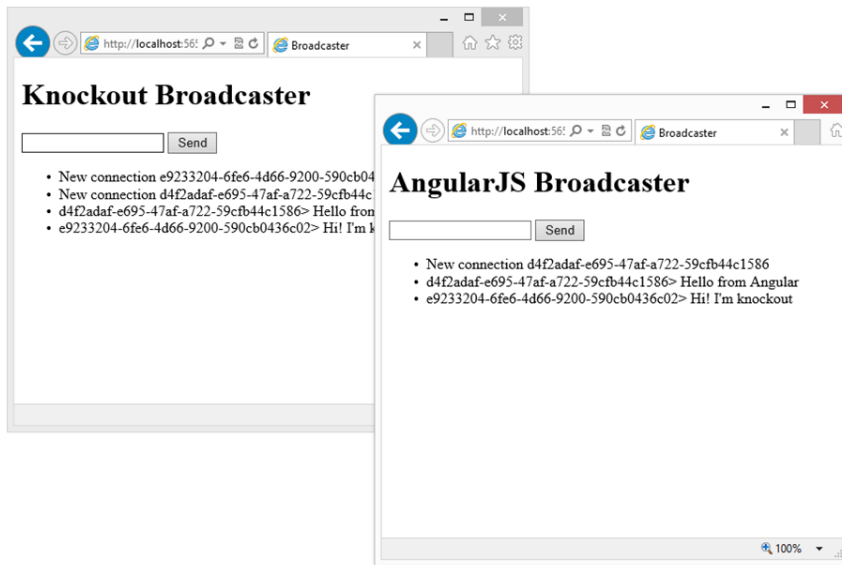 http://localhost:565
Broadcaster
Knockout Broadcaster
Send
• New connection e9233204-6fe6-4d66-9200-590cb04
• New connection d4f2adaf-e695-47af-a722-59cfb44c1
• d4f2adaf-e695-47af-a722-59cfb44c1586> Hello from
• e9233204-6fe6-4d66-9200-590cb0436c02> Hi! I'm k
http://localhost:565
Broadcaster
AngularJS Broadcaster
Send
• New connection d4f2adaf-e695-47af-a722-59cfb44c1586
• d4f2adaf-e695-47af-a722-59cfb44c1586> Hello from Angular
• e9233204-6fe6-4d66-9200-590cb0436c02> Hi! I'm knockout
100%